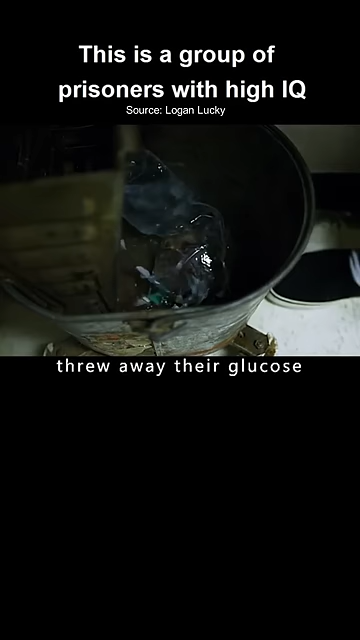 This is a group of
prisoners with high IQ
Source: Logan Lucky
threw away their glucose